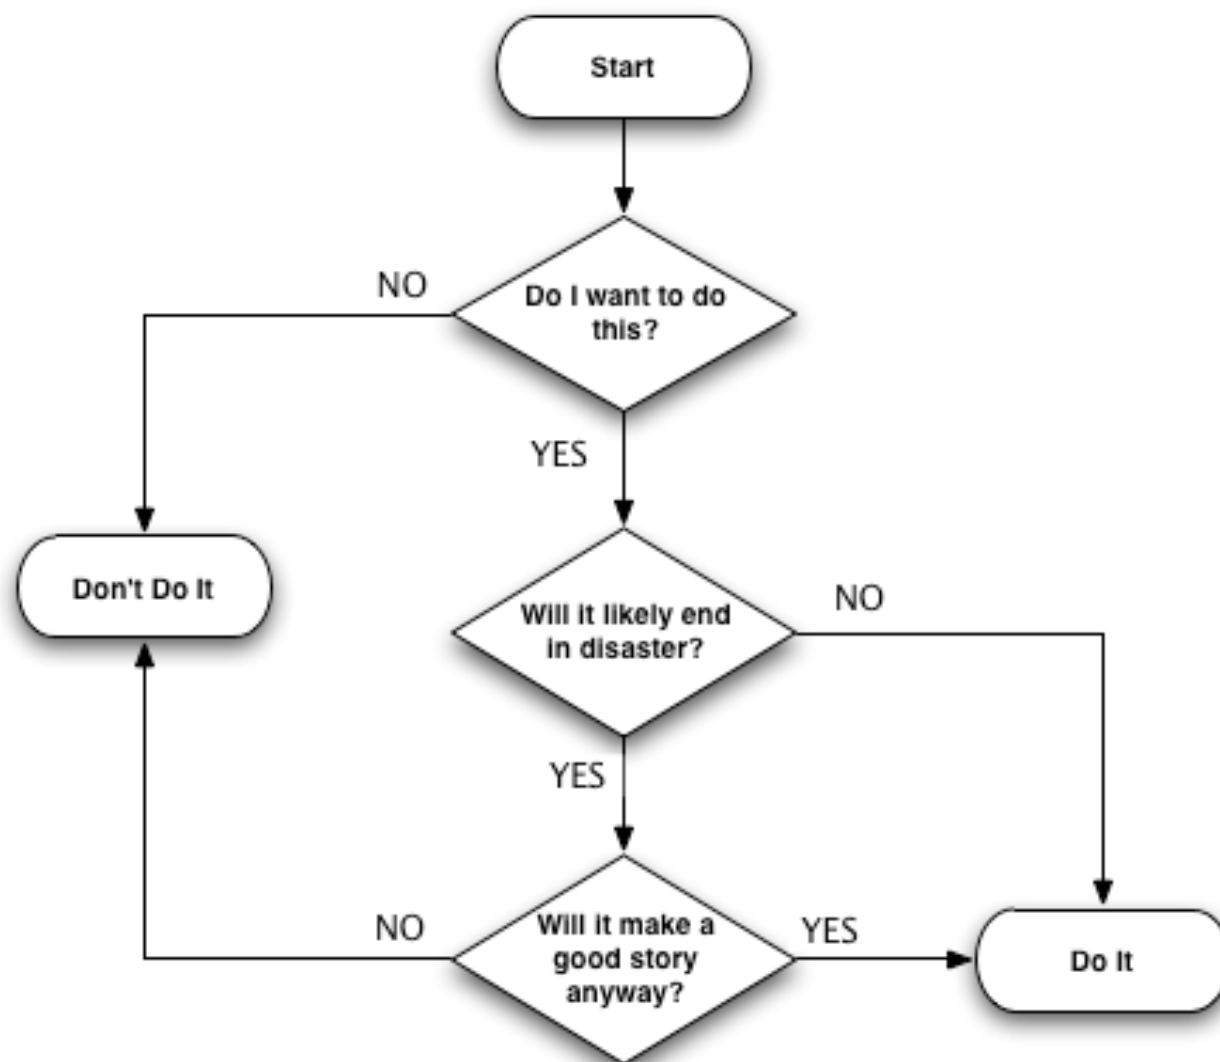 Start
NO
Do I want to do
this?
YES
Don't Do It
Will it likely end
in disaster?
NO
YES
NO
Will it make a
good story
anyway?
YES
Do It